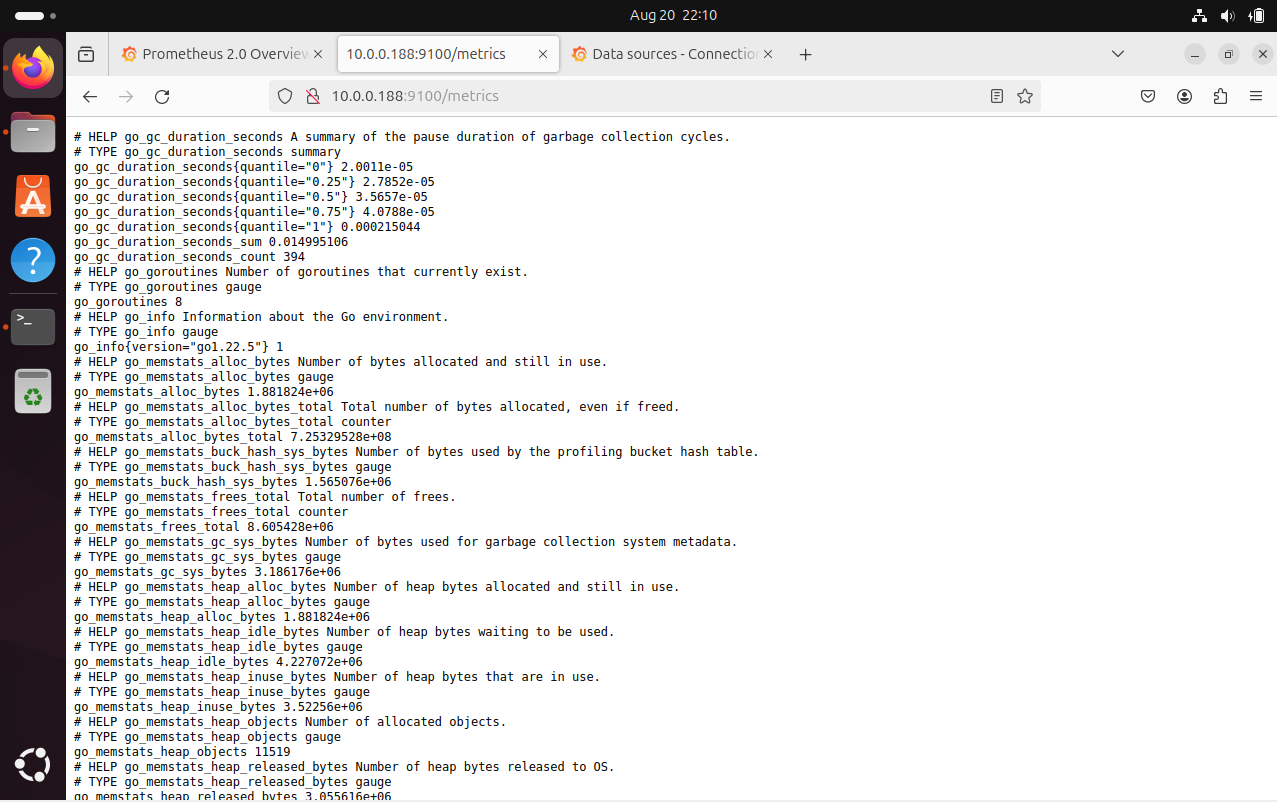 Aug 20 22:10
Prometheus 2.0 Overview
10.0.0.188:9100/metrics
Data sources - Connection
10.0.0.188:9100/metrics
# HELP go_gc_duration_seconds A summary of the pause duration of garbage collection cycles.
# TYPE go_gc_duration_seconds summary
go_gc_duration_seconds{quantile="0"} 2.0011e-05
go_gc_duration_seconds{quantile="0.25"} 2.7852e-05
go_gc_duration_seconds{quantile="0.5"} 3.5657e-05
go_gc_duration_seconds{quantile="0.75"} 4.0788e-05
go_gc_duration_seconds{quantile="1"} 0.000215044
go_gc_duration_seconds_sum 0.014995106
go_gc_duration_seconds_count 394
# HELP go_goroutines Number of goroutines that currently exist.
# TYPE go_goroutines gauge
go_goroutines 8
# HELP go_info Information about the Go environment.
# TYPE go_info gauge
go_info{version="go1.22.5"} 1
# HELP go_memstats_alloc_bytes Number of bytes allocated and still in use.
# TYPE go_memstats_alloc_bytes gauge
go_memstats_alloc_bytes 1.881824e+06
# HELP go_memstats_alloc_bytes_total Total number of bytes allocated, even if freed.
# TYPE go_memstats_alloc_bytes_total counter
go_memstats_alloc_bytes_total 7.25329528e+08
# HELP go_memstats_buck_hash_sys_bytes Number of bytes used by the profiling bucket hash table.
# TYPE go_memstats_buck_hash_sys_bytes gauge
go_memstats_buck_hash_sys_bytes 1.565076e+06
# HELP go_memstats_frees_total Total number of frees.
# TYPE go_memstats_frees_total counter
go_memstats_frees_total 8.605428e+06
# HELP go_memstats_gc_sys_bytes Number of bytes used for garbage collection system metadata.
# TYPE go_memstats_gc_sys_bytes gauge
go_memstats_gc_sys_bytes 3.186176e+06
# HELP go_memstats_heap_alloc_bytes Number of heap bytes allocated and still in use.
# TYPE go_memstats_heap_alloc_bytes gauge
go_memstats_heap_alloc_bytes 1.881824e+06
# HELP go_memstats_heap_idle_bytes Number of heap bytes waiting to be used.
# TYPE go_memstats_heap_idle_bytes gauge
go_memstats_heap_idle_bytes 4.227072e+06
# HELP go_memstats_heap_inuse_bytes Number of heap bytes that are in use.
# TYPE go_memstats_heap_inuse_bytes gauge
go_memstats_heap_inuse_bytes 3.52256e+06
# HELP go_memstats_heap_objects Number of allocated objects.
# TYPE go_memstats_heap_objects gauge
go_memstats_heap_objects 11519
# HELP go_memstats_heap_released_bytes Number of heap bytes released to OS.
# TYPE go_memstats_heap_released_bytes gauge
go_memstats_heap_released_bytes 3.055616e+06